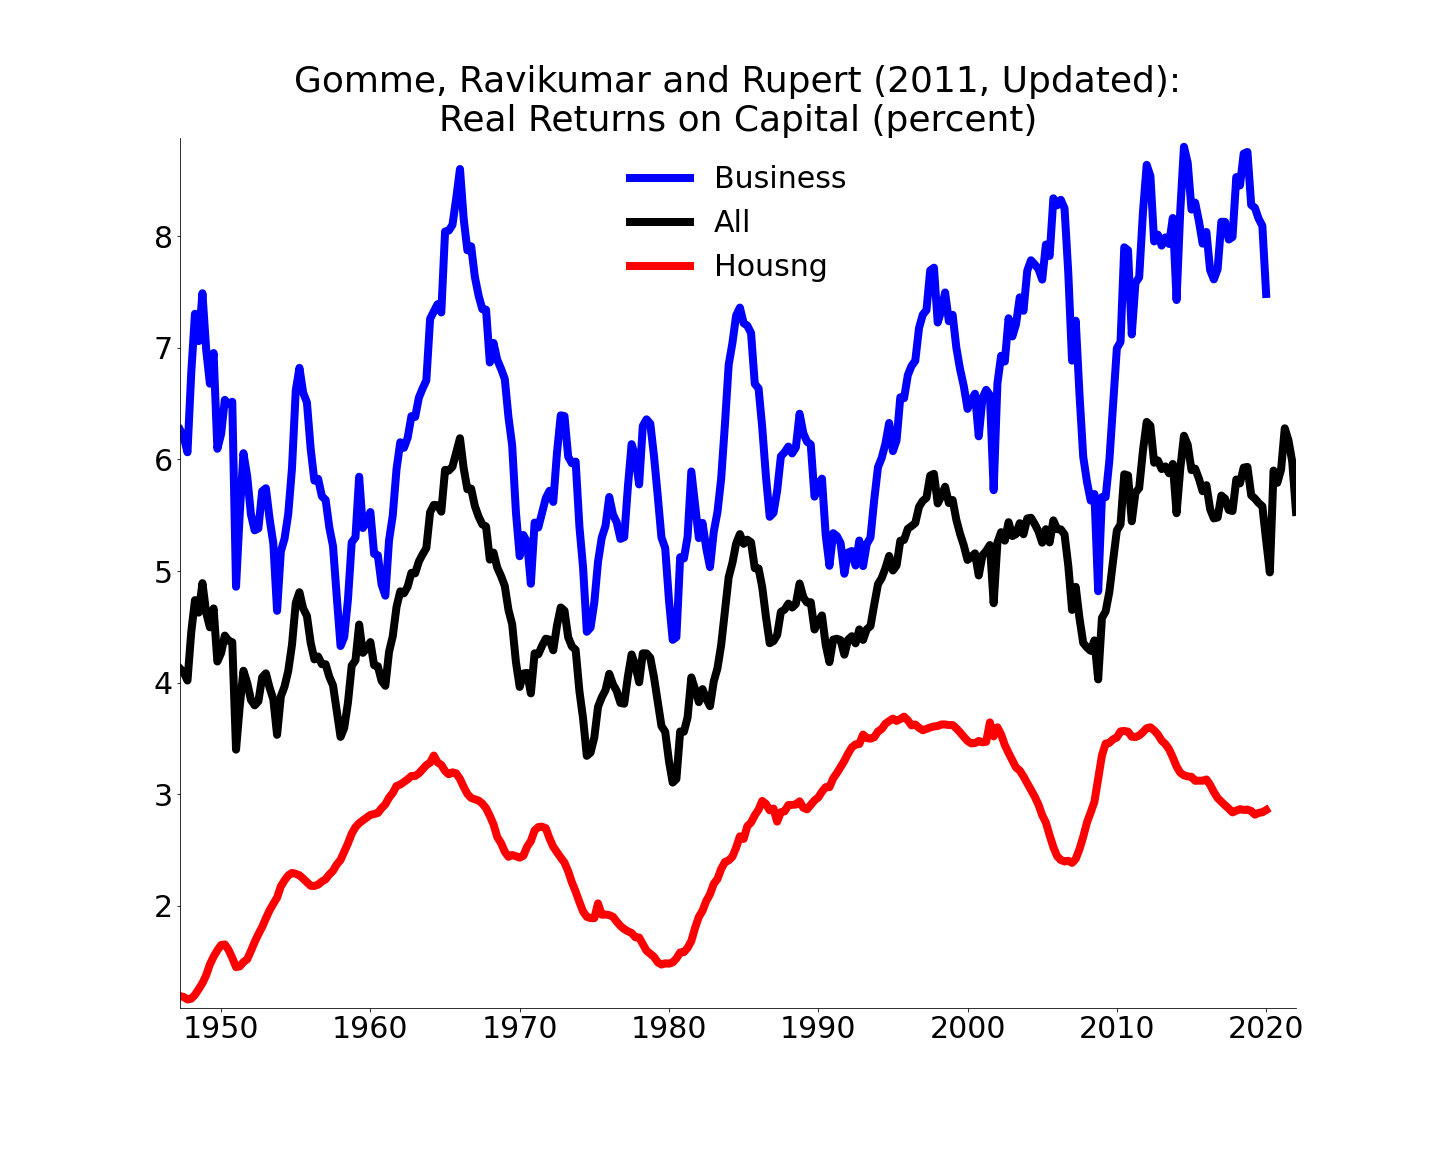 Gomme, Ravikumar and Rupert (2011, Updated):
Real Returns on Capital (percent)
Business
All
Housng
8
7
6
5
4
3
2
1950 1960 1970 1980 1990 2000 2010 2020